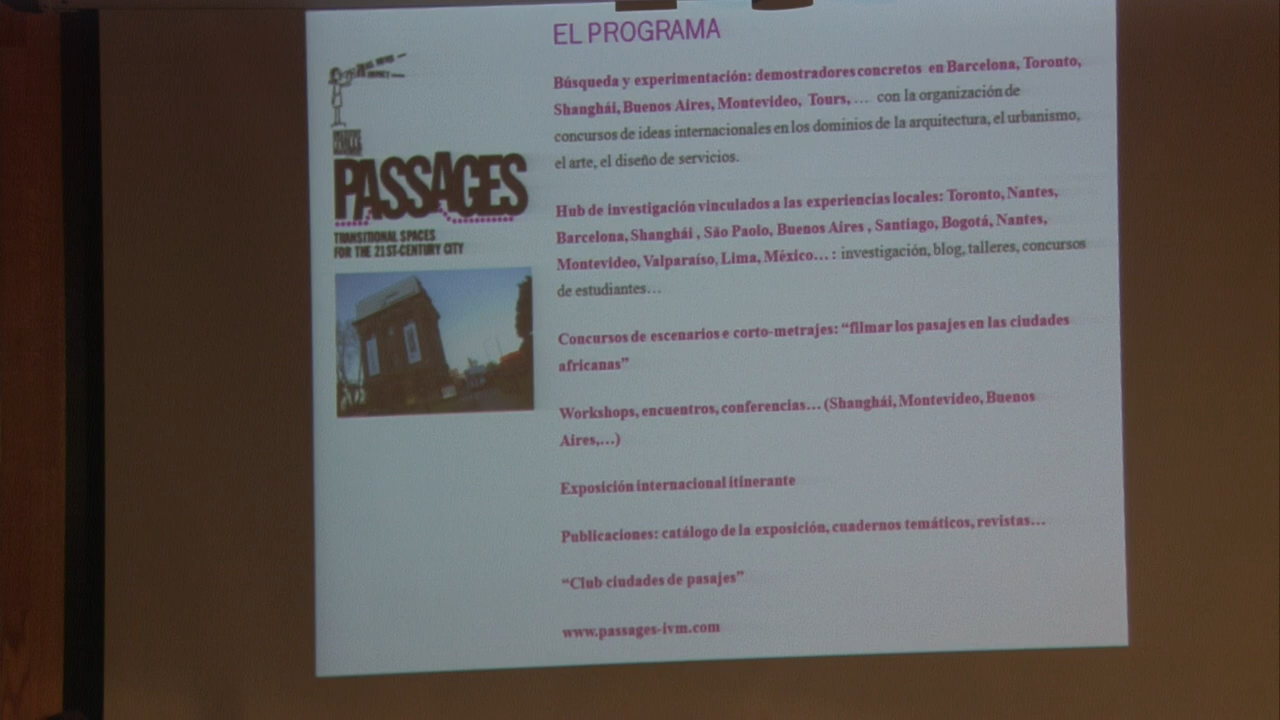 EL PROGRAMA
Búsqueda y experimentación: demostradores concretos en Barcelona, Toronto,
Shanghái, Buenos Aires, Montevideo, Tours, … con la organización de
concursos de ideas internacionales en los dominios de la arquitectura, el urbanismo,
el arte, el diseño de servicios.
PASSAGES
TRANSITIONAL SPACES
FOR THE 21ST-CENTURY CITY
Hub de investigación vinculados a las experiencias locales: Toronto, Nantes,
Barcelona, Shanghái , São Paolo, Buenos Aires , Santiago, Bogotá, Nantes,
Montevideo, Valparaíso, Lima, México… : investigación, blog, talleres, concursos
de estudiantes…
Concursos de escenarios e corto-metrajes: “filmar los pasajes en las ciudades
africanas”
Workshops, encuentros, conferencias… (Shanghái, Montevideo, Buenos
Aires,…)
Exposición internacional itinerante
Publicaciones: catálogo de la exposición, cuadernos temáticos, revistas…
“Club ciudades de pasajes”
www.passages-ivm.com